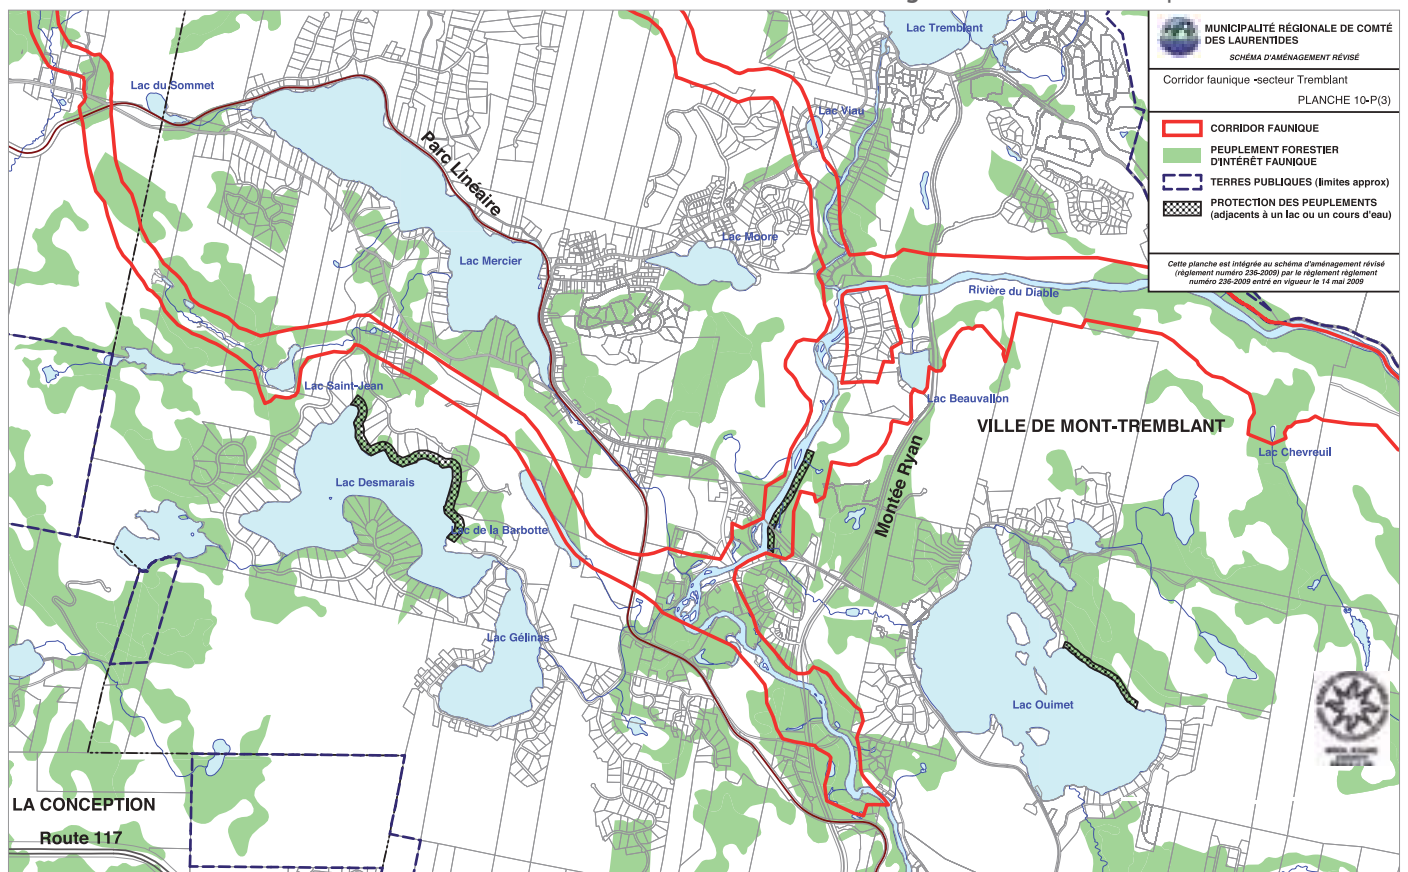 Lac Tremblant
MUNICIPALITÉ RÉGIONALE DE COMTÉ
DES LAURENTIDES
SCHÉMA D'AMÉNAGEMENT RÉVISÉ
Corridor faunique -secteur Tremblant
PLANCHE 10-P(3)
CORRIDOR FAUNIQUE
PEUPLEMENT FORESTIER
D'INTÉRÊT FAUNIQUE
TERRES PUBLIQUES (limites approx)
PROTECTION DES PEUPLEMENTS
(adjacents à un lac ou un cours d'eau)
Cette planche est intégrée au schéma d'aménagement révisé
(règlement numéro 236-2009) par le règlement règlement
numéro 236-2009 entré en vigueur le 14 mai 2009
Lac du Sommet
Lac Viau
Parc Linéaire
Lac Moore
Lac Mercier
Rivière du Diable
Lac Saint-Jean
Lac Beauvallon
VILLE DE MONT-TREMBLANT
Lac Chevreuil
Montée Ryan
Lac Desmarais
Lac de la Barbotte
Lac Gélinas
Lac Ouimet
LA CONCEPTION
Route 117